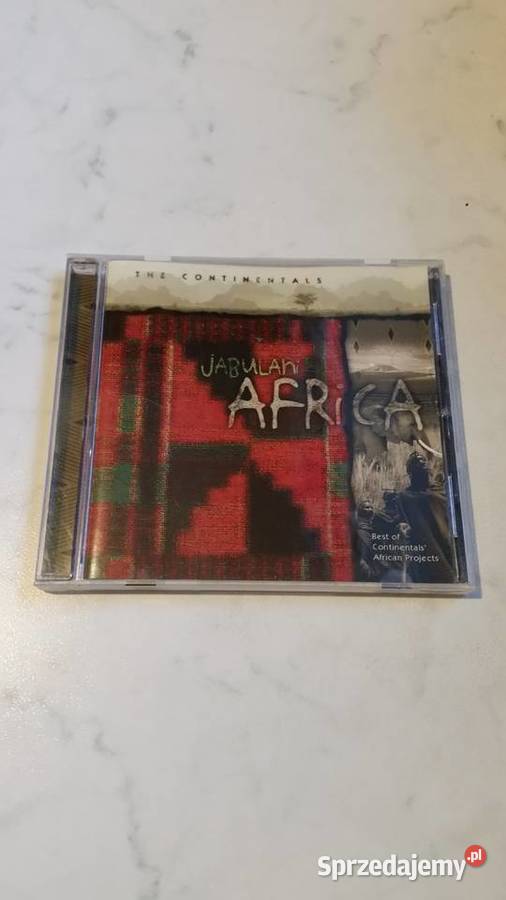 THE CONTINENTALS
JABULANi
AFRiCA
Best of
Continentals'
African Projects
Sprzedajemy.pl